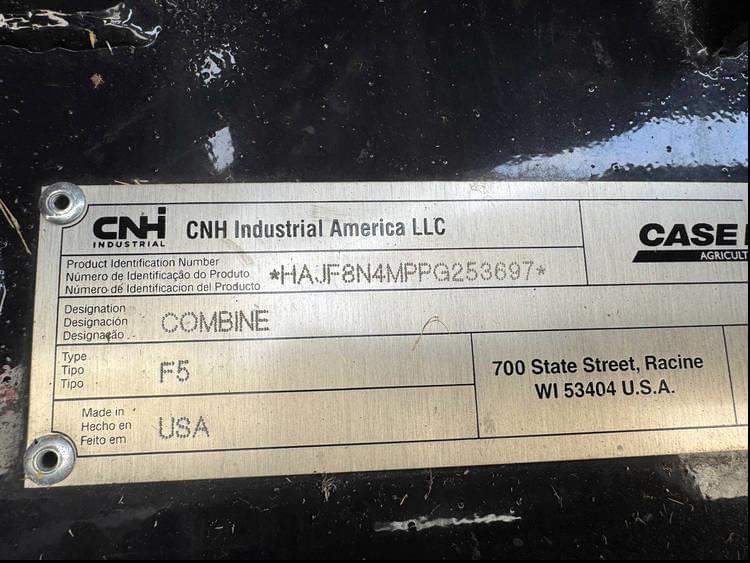 CNH
INDUSTRIAL
CNH Industrial America LLC
CASE
AGRICULT
Product Identification Number
Número de Identificação do Produto
Número de Identificacion del Producto
*HAJF8N4MPPG253697*
Designation
Designación
Designação
COMBINE
Type
Tipo
Tipo
F5
700 State Street, Racine
WI 53404 U.S.A.
Made in
Hecho en
Feito em
USA